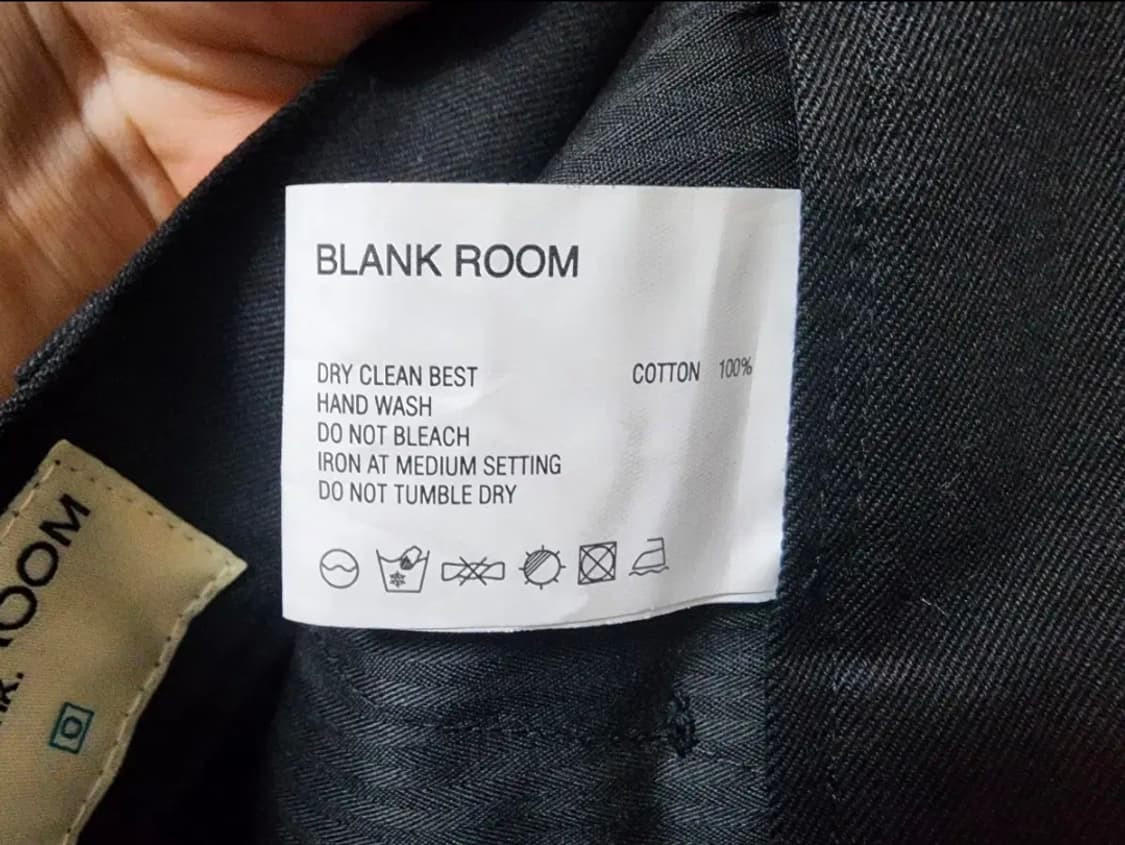 BLANK ROOM
DRY CLEAN BEST
HAND WASH
DO NOT BLEACH
IRON AT MEDIUM SETTING
DO NOT TUMBLE DRY
COTTON 100%
ROOM